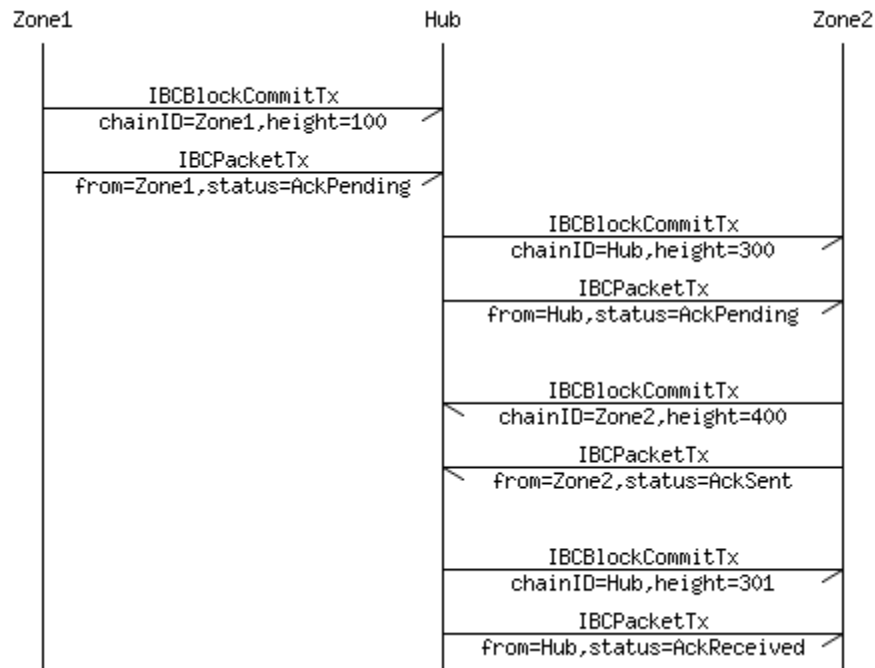 Zone1 Hub Zone2
IBCBlockCommitTx
chainID=Zone1,height=100
IBCPacketTx
from=Zone1,status=AckPending
IBCBlockCommitTx
chainID=Hub,height=300
IBCPacketTx
from=Hub,status=AckPending
IBCBlockCommitTx
chainID=Zone2,height=400
IBCPacketTx
from=Zone2,status=AckSent
IBCBlockCommitTx
chainID=Hub,height=301
IBCPacketTx
from=Hub,status=AckReceived